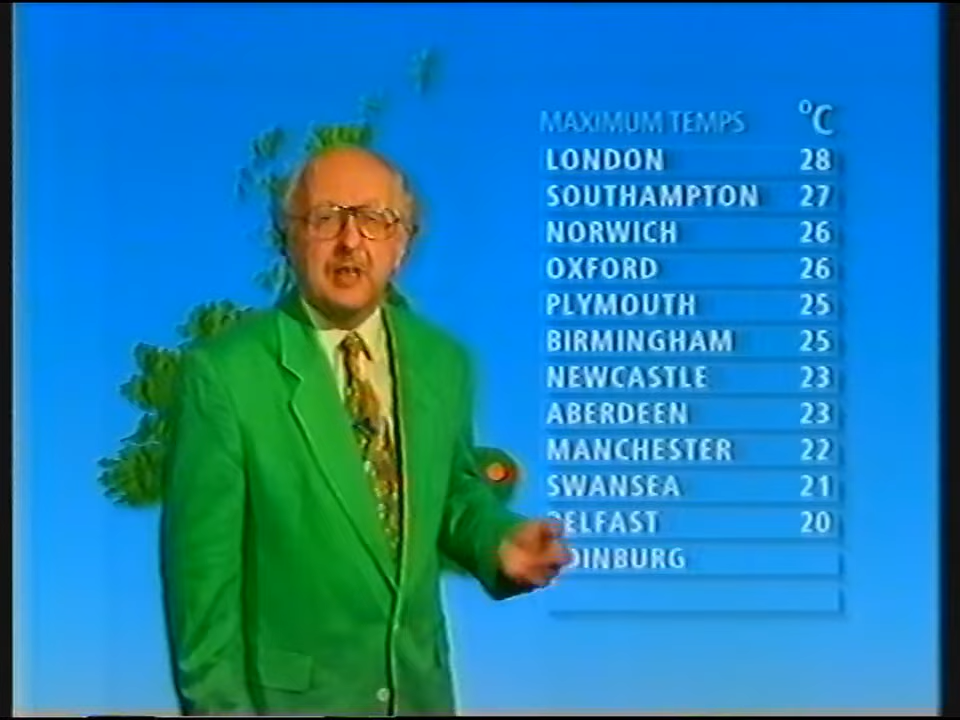 MAXIMUM TEMPS °C
LONDON 28
SOUTHAMPTON 27
NORWICH 26
OXFORD 26
PLYMOUTH 25
BIRMINGHAM 25
NEWCASTLE 23
ABERDEEN 23
MANCHESTER 22
SWANSEA 21
BELFAST 20
DINBURG